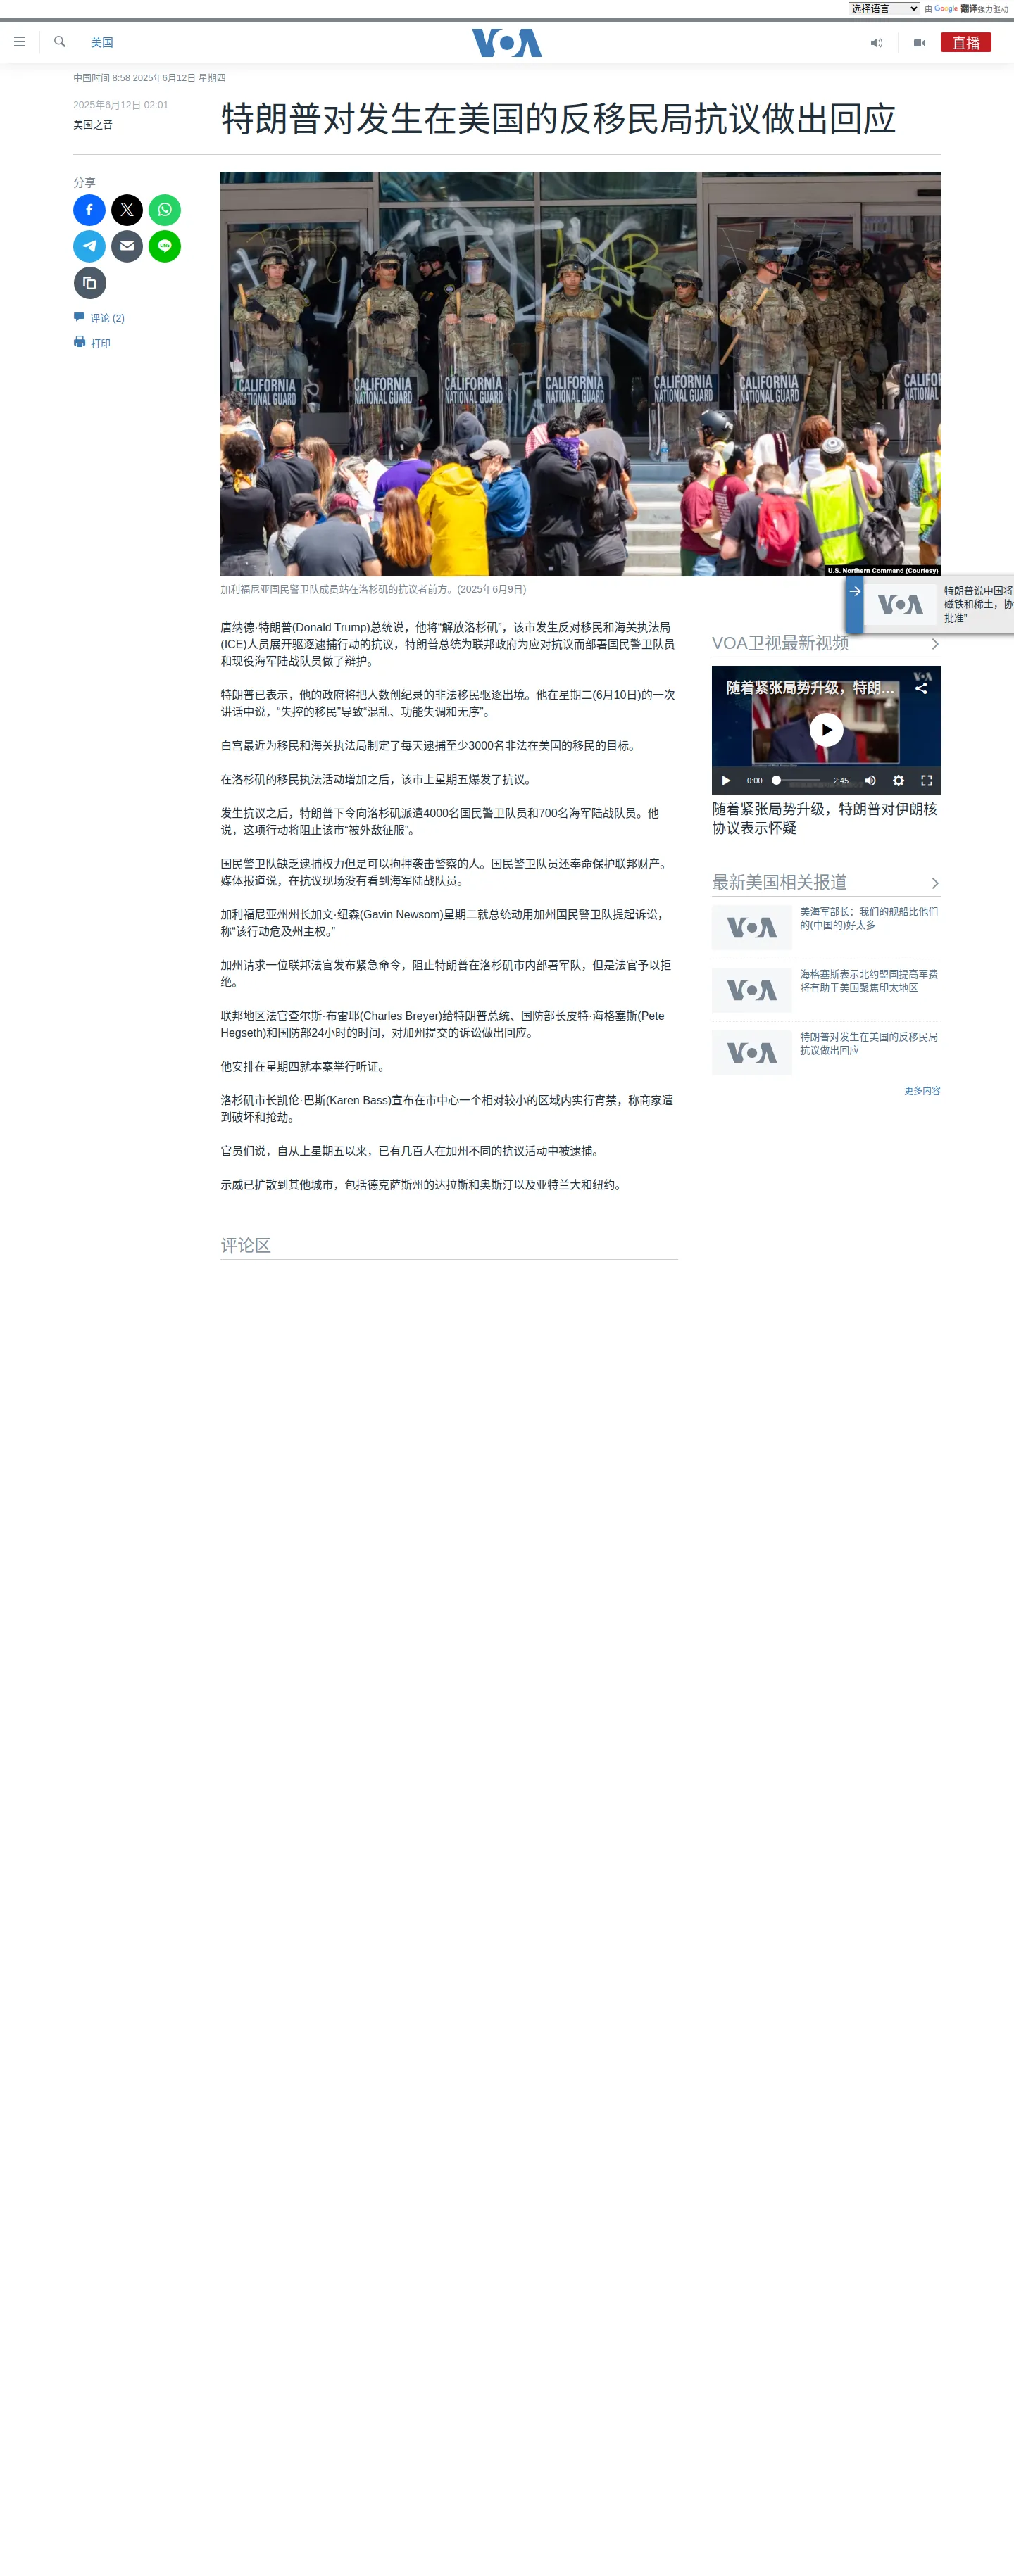 选择语言
由 Google 翻译强力驱动
美国
VOA
直播
中国时间 8:58 2025年6月12日 星期四
2025年6月12日 02:01
美国之音
特朗普对发生在美国的反移民局抗议做出回应
分享
评论 (2)
打印
CALIFORNIA NATIONAL GUARD
CALIFORNIA NATIONAL GUARD
CALIFORNIA NATIONAL GUARD
CALIFORNIA NATIONAL GUARD
CALIFORNIA NATIONAL GUARD
CALIFORNIA NATIONAL GUARD
U.S. Northern Command (Courtesy)
加利福尼亚国民警卫队成员站在洛杉矶的抗议者前方。(2025年6月9日)
VOA
特朗普说中国将
磁铁和稀土，协
批准”
唐纳德·特朗普(Donald Trump)总统说，他将“解放洛杉矶”，该市发生反对移民和海关执法局
(ICE)人员展开驱逐逮捕行动的抗议，特朗普总统为联邦政府为应对抗议而部署国民警卫队员
和现役海军陆战队员做了辩护。
特朗普已表示，他的政府将把人数创纪录的非法移民驱逐出境。他在星期二(6月10日)的一次
讲话中说，“失控的移民”导致“混乱、功能失调和无序”。
白宫最近为移民和海关执法局制定了每天逮捕至少3000名非法在美国的移民的目标。
在洛杉矶的移民执法活动增加之后，该市上星期五爆发了抗议。
发生抗议之后，特朗普下令向洛杉矶派遣4000名国民警卫队员和700名海军陆战队员。他
说，这项行动将阻止该市“被外敌征服”。
国民警卫队缺乏逮捕权力但是可以拘押袭击警察的人。国民警卫队员还奉命保护联邦财产。
媒体报道说，在抗议现场没有看到海军陆战队员。
加利福尼亚州州长加文·纽森(Gavin Newsom)星期二就总统动用加州国民警卫队提起诉讼，
称“该行动危及州主权。”
加州请求一位联邦法官发布紧急命令，阻止特朗普在洛杉矶市内部署军队，但是法官予以拒
绝。
联邦地区法官查尔斯·布雷耶(Charles Breyer)给特朗普总统、国防部长皮特·海格塞斯(Pete
Hegseth)和国防部24小时的时间，对加州提交的诉讼做出回应。
他安排在星期四就本案举行听证。
洛杉矶市长凯伦·巴斯(Karen Bass)宣布在市中心一个相对较小的区域内实行宵禁，称商家遭
到破坏和抢劫。
官员们说，自从上星期五以来，已有几百人在加州不同的抗议活动中被逮捕。
示威已扩散到其他城市，包括德克萨斯州的达拉斯和奥斯汀以及亚特兰大和纽约。
评论区
VOA卫视最新视频
随着紧张局势升级，特朗...
VOA
0:00
2:45
随着紧张局势升级，特朗普对伊朗核
协议表示怀疑
最新美国相关报道
VOA
美海军部长：我们的舰船比他们
的(中国的)好太多
VOA
海格塞斯表示北约盟国提高军费
将有助于美国聚焦印太地区
VOA
特朗普对发生在美国的反移民局
抗议做出回应
更多内容